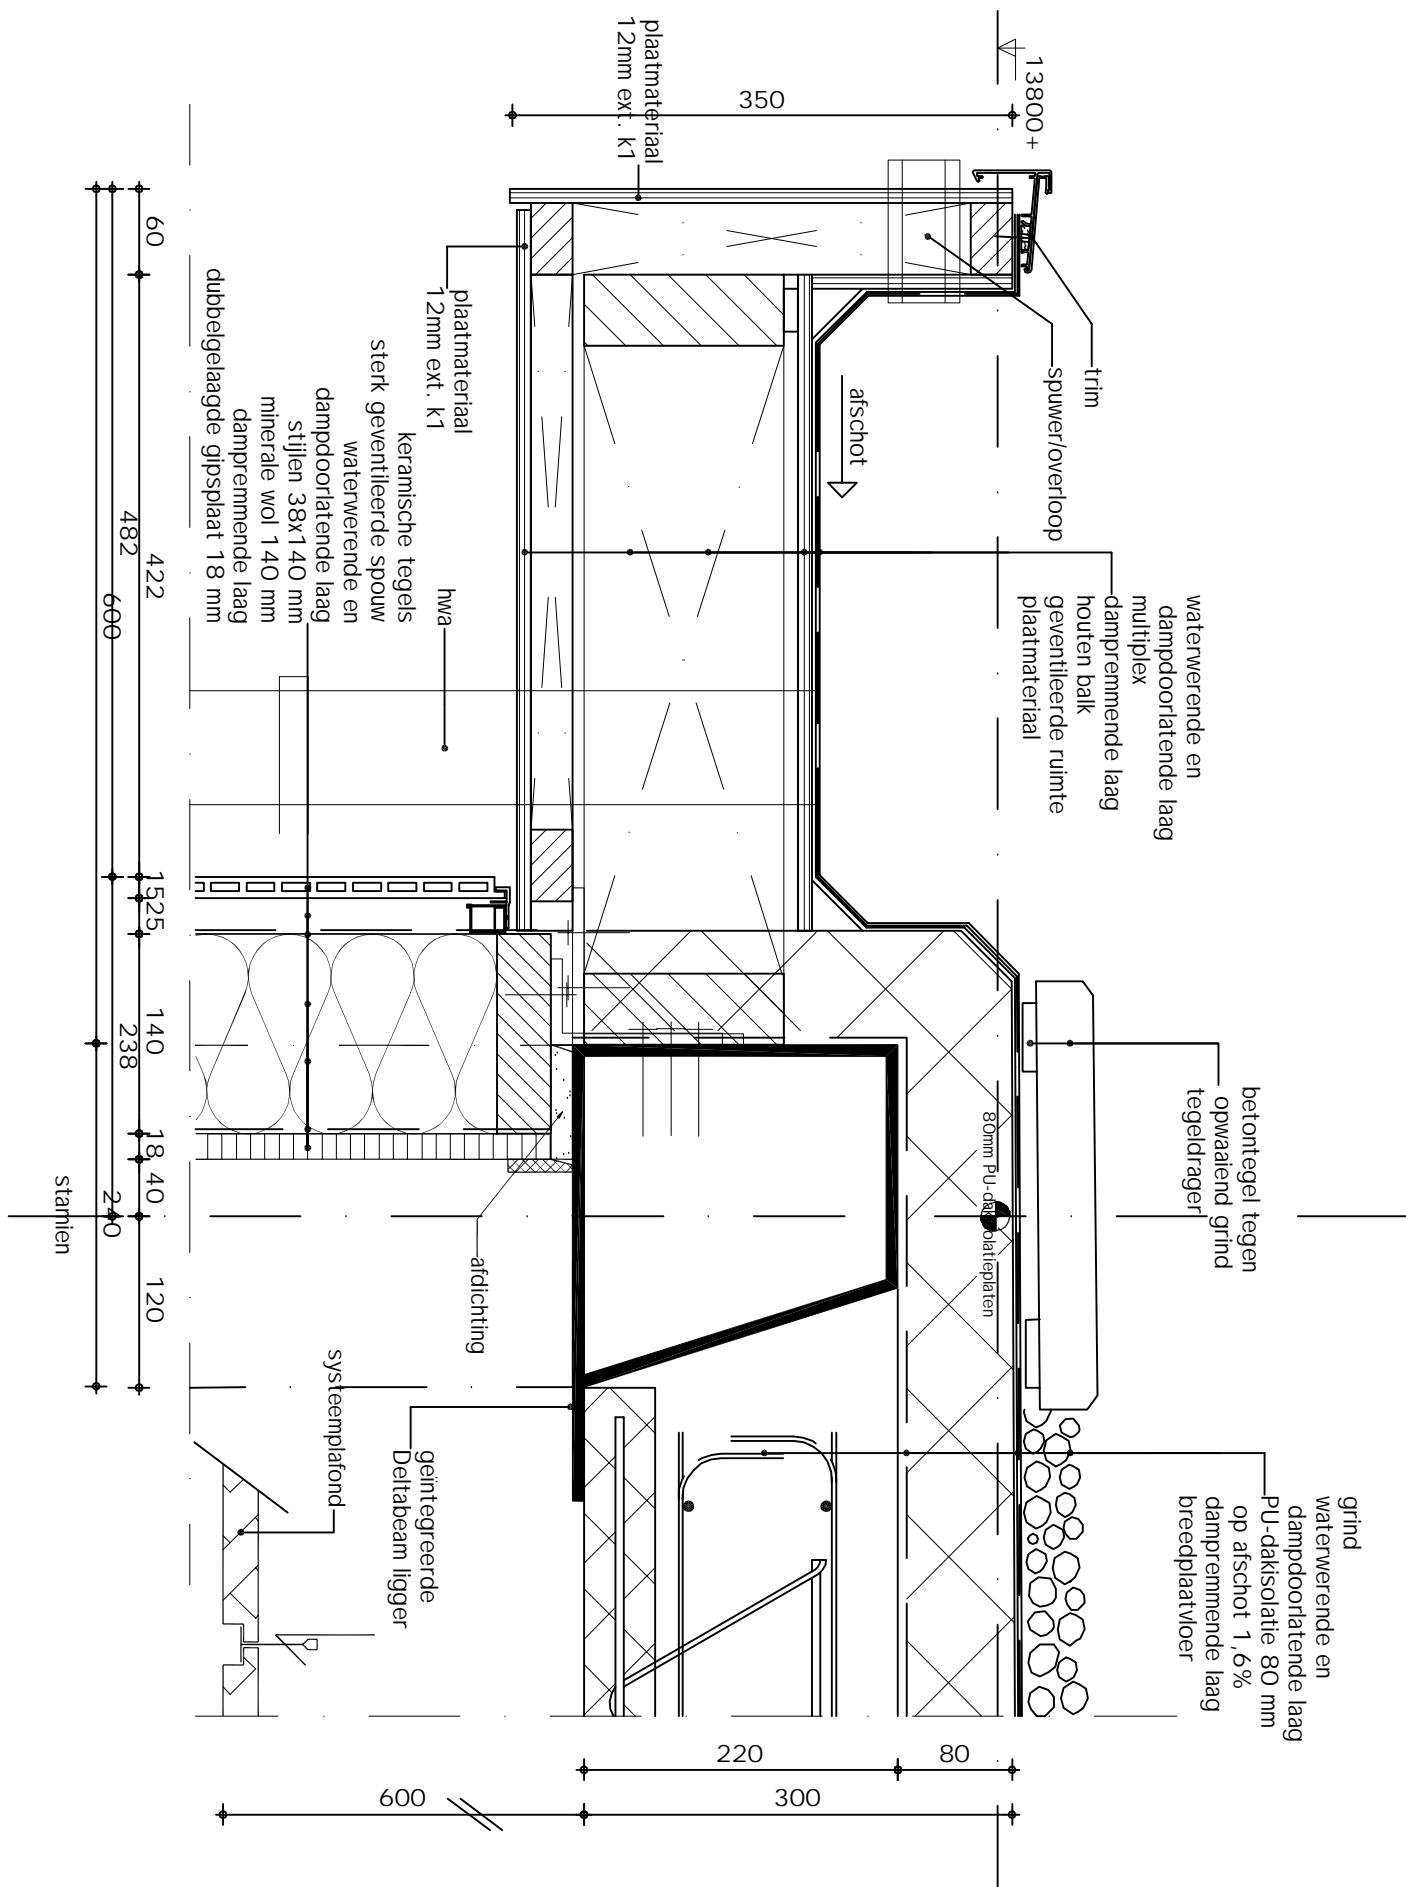 13800+
350
plaatmateriaal
12mm ext. k1
trim
spuwer/overloop
afschot
waterwerende en
dampdoorlatende laag
multiplex
dampremmende laag
houten balk
geventileerde ruimte
plaatmateriaal
betontegel tegen
opwaaiend grind
tegeldrager
80mm PU-dakisolatieplaten
grind
waterwerende en
dampdoorlatende laag
PU-dakisolatie 80 mm
op afschot 1,6%
dampremmende laag
breedplaatvloer
plaatmateriaal
12mm ext. k1
keramische tegels
sterk geventileerde spouw
waterwerende en
dampdoorlatende laag
stijlen 38x140 mm
minerale wol 140 mm
dampremmende laag
dubbelgelaagde gipsplaat 18 mm
hwa
afdichting
geïntegreerde
Deltabeam ligger
systeemplafond
60
422
15
25
140
18
40
120
482
238
600
240
stamien
220
80
600
300